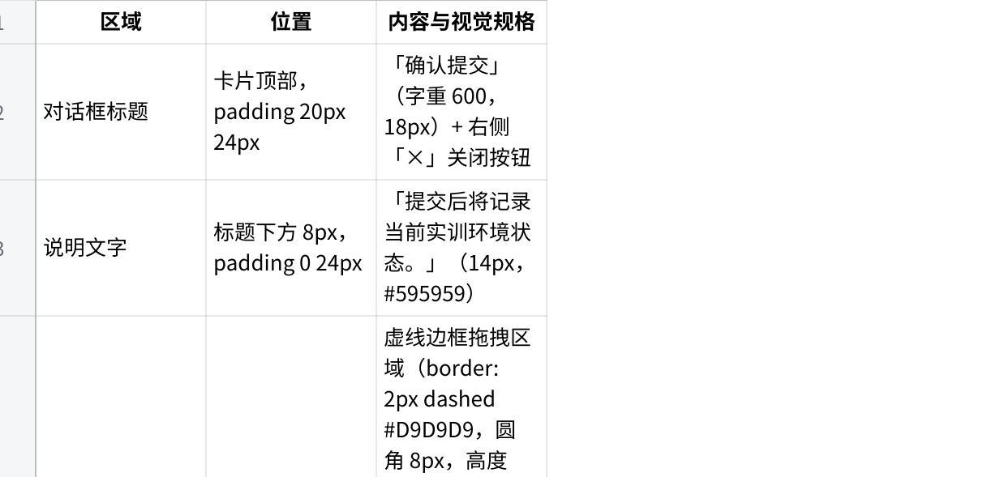 1
区域
位置
内容与视觉规格
2
对话框标题
卡片顶部，
padding 20px
24px
「确认提交」
（字重 600，
18px）+ 右侧
「×」关闭按钮
3
说明文字
标题下方 8px，
padding 0 24px
「提交后将记录
当前实训环境状
态。」（14px，
#595959）
虚线边框拖拽区
域（border:
2px dashed
#D9D9D9，圆
角 8px，高度